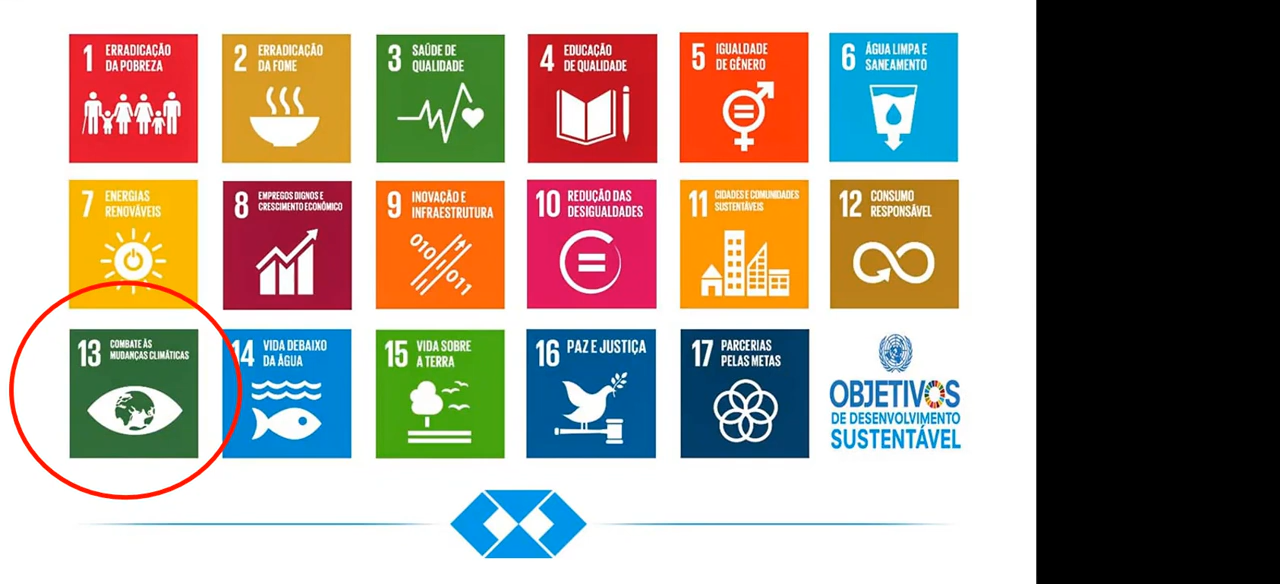 1 ERRADICAÇÃO
DA POBREZA
2 ERRADICAÇÃO
DA FOME
3 SAÚDE DE
QUALIDADE
4 EDUCAÇÃO
DE QUALIDADE
5 IGUALDADE
DE GÊNERO
6 ÁGUA LIMPA E
SANEAMENTO
7 ENERGIAS
RENOVÁVEIS
8 EMPREGOS DIGNOS E
CRESCIMENTO ECONÔMICO
9 INOVAÇÃO E
INFRAESTRUTURA
010
011
10 REDUÇÃO DAS
DESIGUALDADES
11 CIDADES E COMUNIDADES
SUSTENTÁVEIS
12 CONSUMO
RESPONSÁVEL
13 COMBATE ÀS
MUDANÇAS CLIMÁTICAS
14 VIDA DEBAIXO
DA ÁGUA
15 VIDA SOBRE
A TERRA
16 PAZ E JUSTIÇA
17 PARCERIAS
PELAS METAS
OBJETIVOS
DE DESENVOLVIMENTO
SUSTENTÁVEL